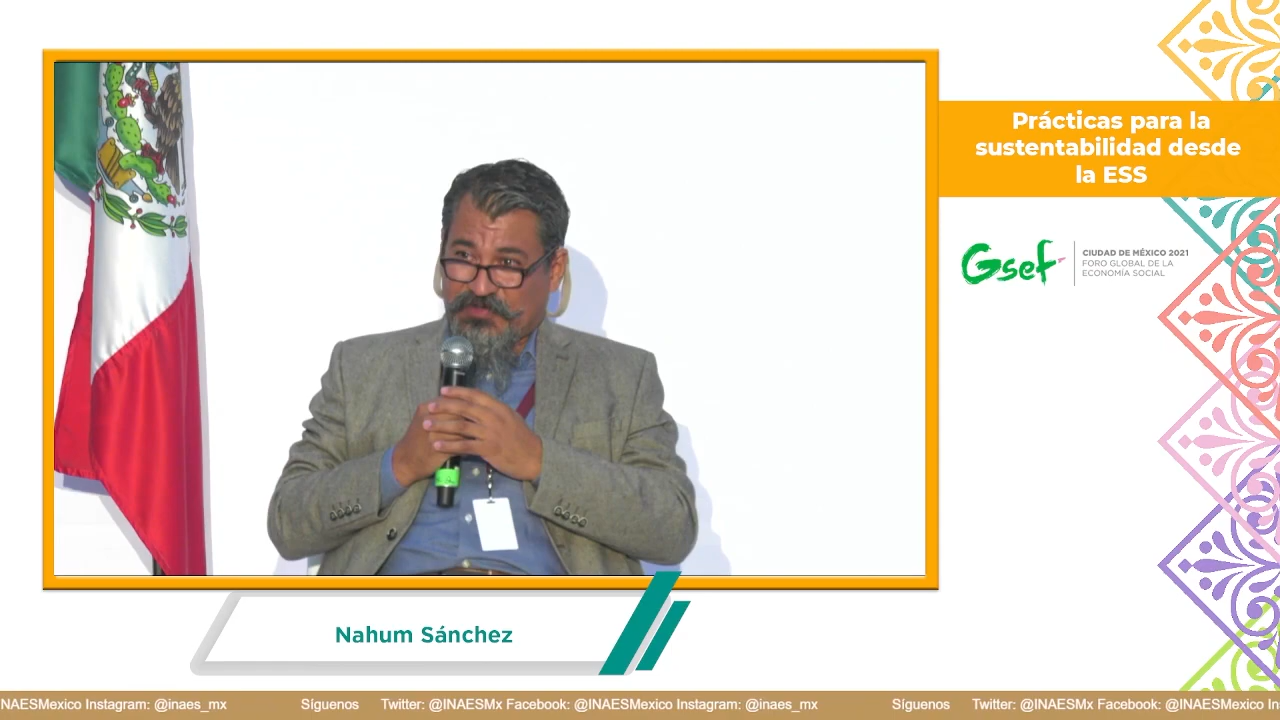 Prácticas para la
sustentabilidad desde
la ESS
Gsef
CIUDAD DE MÉXICO 2021
FORO GLOBAL DE LA
ECONOMÍA SOCIAL
Nahum Sánchez
NAESMexico Instagram: @inaes_mx Síguenos Twitter: @INAESMx Facebook: @INAESMexico Instagram: @inaes_mx Síguenos Twitter: @INAESMx Facebook: @INAESMexico In